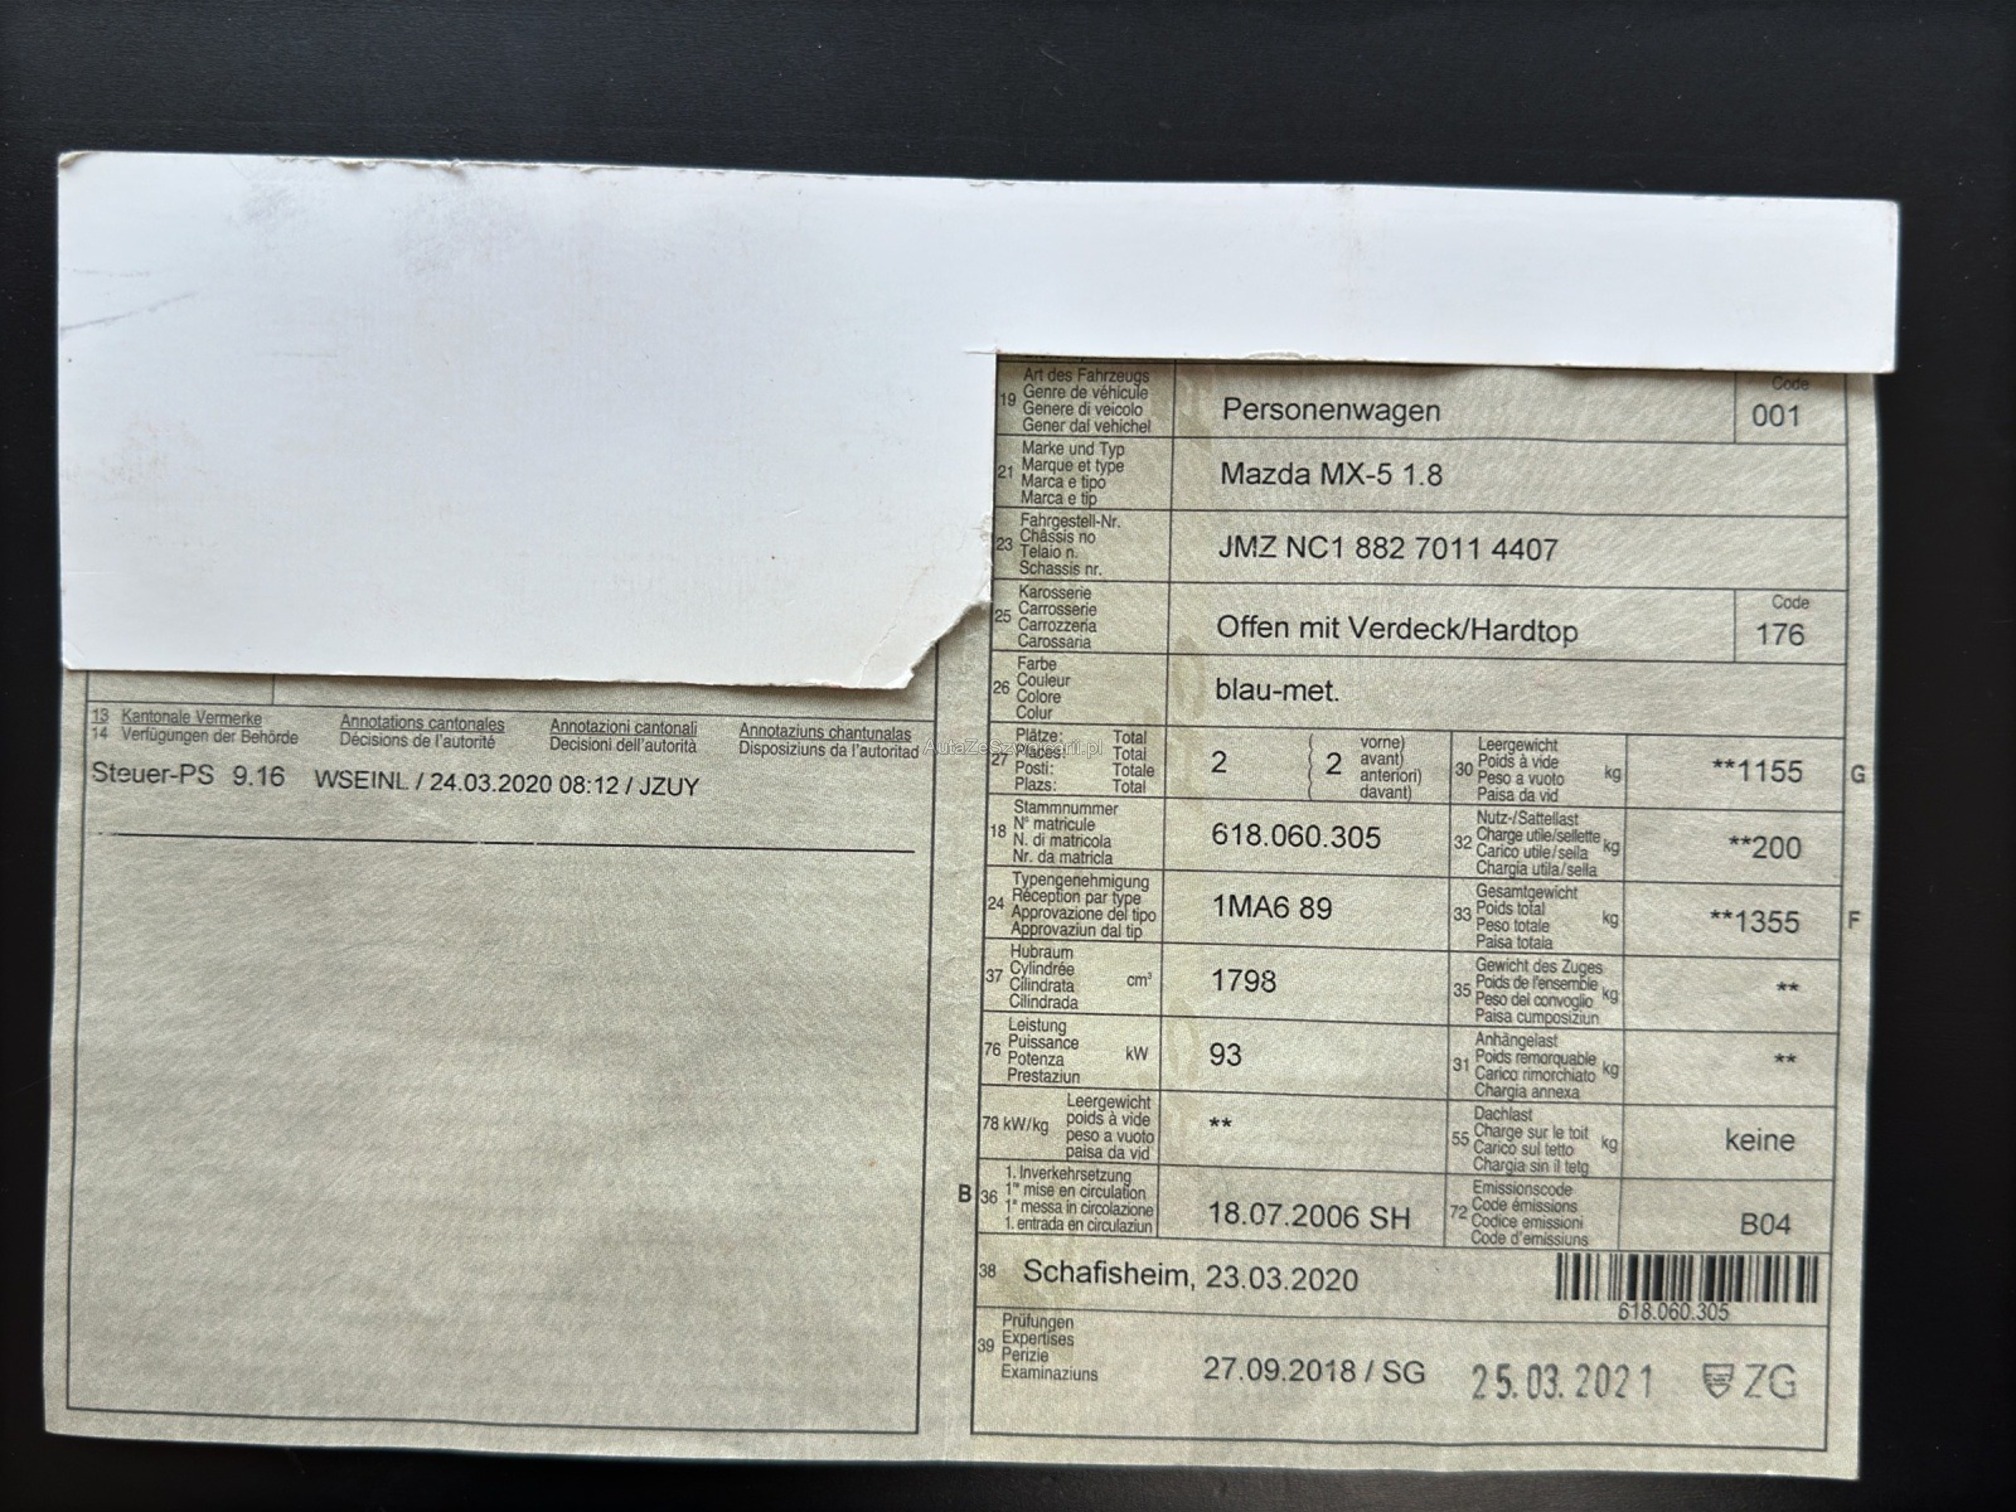 13 Kantonale Vermerke Annotations cantonales Annotazioni cantonali Annotaziuns chantunalas
14 Verfügungen der Behörde Décisions de l'autorité Decisioni dell'autorità Disposiziuns da l'autoritad
Steuer-PS 9.16 WSEINL / 24.03.2020 08:12 / JZUY
AutaZeSzwajcarii.pl
19 Art des Fahrzeugs
Genre de véhicule
Genere di veicolo
Gener dal vehichel
Personenwagen
Code
001
21 Marke und Typ
Marque et type
Marca e tipo
Marca e tip
Mazda MX-5 1.8
23 Fahrgestell-Nr.
Châssis no
Telaio n.
Schassis nr.
JMZ NC1 882 7011 4407
25 Karosserie
Carrosserie
Carrozzeria
Carossaria
Offen mit Verdeck/Hardtop
Code
176
26 Farbe
Couleur
Colore
Colur
blau-met.
27 Plätze: Total
Places: Total
Posti: Totale
Plazs: Total
2
2
vorne)
avant)
anteriori)
davant)
30 Leergewicht
Poids à vide
Peso a vuoto
Paisa da vid
kg
**1155
G
18 Stammnummer
N° matricule
N. di matricola
Nr. da matricla
618.060.305
32 Nutz-/Sattellast
Charge utile/sellette
Carico utile/sella
Chargia utila/sella
kg
**200
24 Typengenehmigung
Réception par type
Approvazione del tipo
Approvaziun dal tip
1MA6 89
33 Gesamtgewicht
Poids total
Peso totale
Paisa totala
kg
**1355
F
37 Hubraum
Cylindrée
Cilindrata
Cilindrada
cm³
1798
35 Gewicht des Zuges
Poids de l'ensemble
Peso del convoglio
Paisa cumposiziun
kg
**
76 Leistung
Puissance
Potenza
Prestaziun
kW
93
31 Anhängelast
Poids remorquable
Carico rimorchiato
Chargia annexa
kg
**
78 kW/kg
Leergewicht
poids à vide
peso a vuoto
paisa da vid
**
55 Dachlast
Charge sur le toit
Carico sul tetto
Chargia sin il tetg
kg
keine
B 36 1. Inverkehrsetzung
1re mise en circulation
1a messa in circolazione
1. entrada en circulaziun
18.07.2006 SH
72 Emissionscode
Code émissions
Codice emissioni
Code d'emissiuns
B04
38 Schafisheim, 23.03.2020
618.060.305
39 Prüfungen
Expertises
Perizie
Examinaziuns
27.09.2018 / SG
25.03.2021
ZG